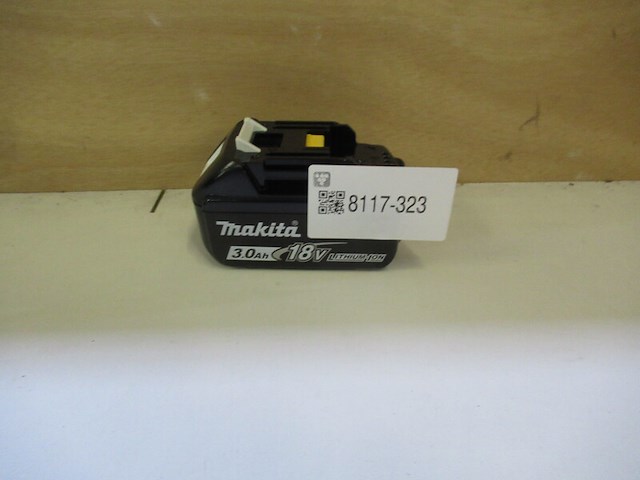 8117-323
makita®
3.0Ah 18V LITHIUM-ION